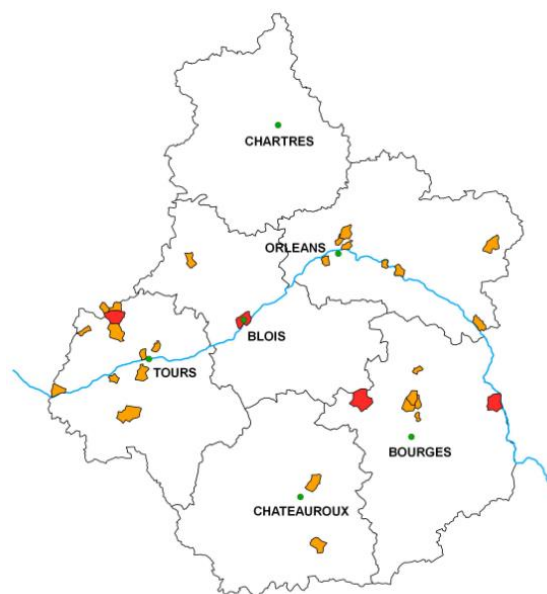 CHARTRES
ORLEANS
BLOIS
TOURS
BOURGES
CHATEAUROUX